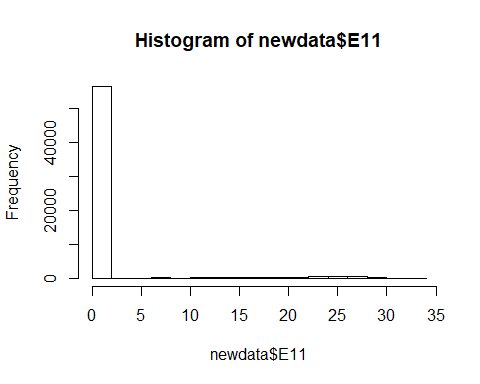 Histogram of newdata$E11
Frequency
40000
20000
0
0 5 10 15 20 25 30 35
newdata$E11